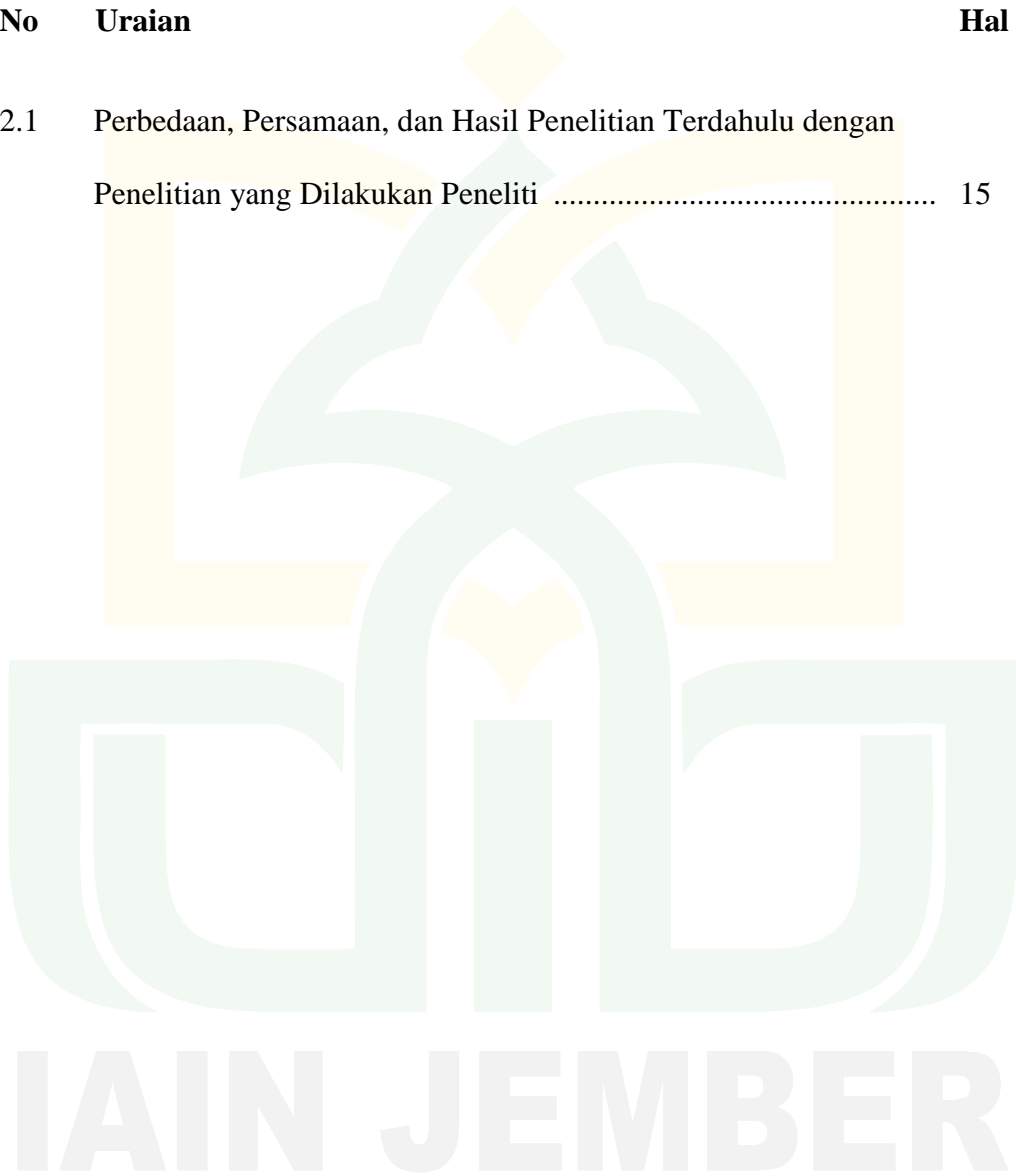 No Uraian Hal
2.1 Perbedaan, Persamaan, dan Hasil Penelitian Terdahulu dengan
Penelitian yang Dilakukan Peneliti ................................................ 15
IAIN JEMBER